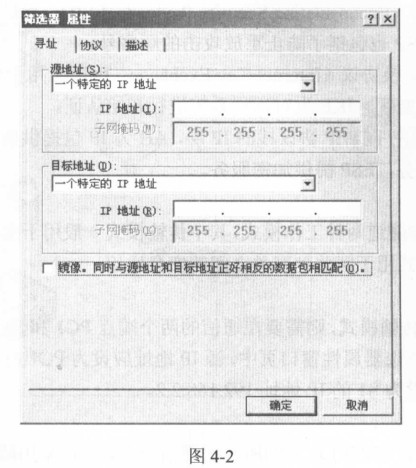 筛选器 属性
寻址 协议 描述
源地址(S):
一个特定的 IP 地址
IP 地址(I):
子网掩码(M): 255 . 255 . 255 . 255
目标地址(D):
一个特定的 IP 地址
IP 地址(R):
子网掩码(K): 255 . 255 . 255 . 255
镜像。同时与源地址和目标地址正好相反的数据包相匹配(O)。
确定 取消
图 4-2